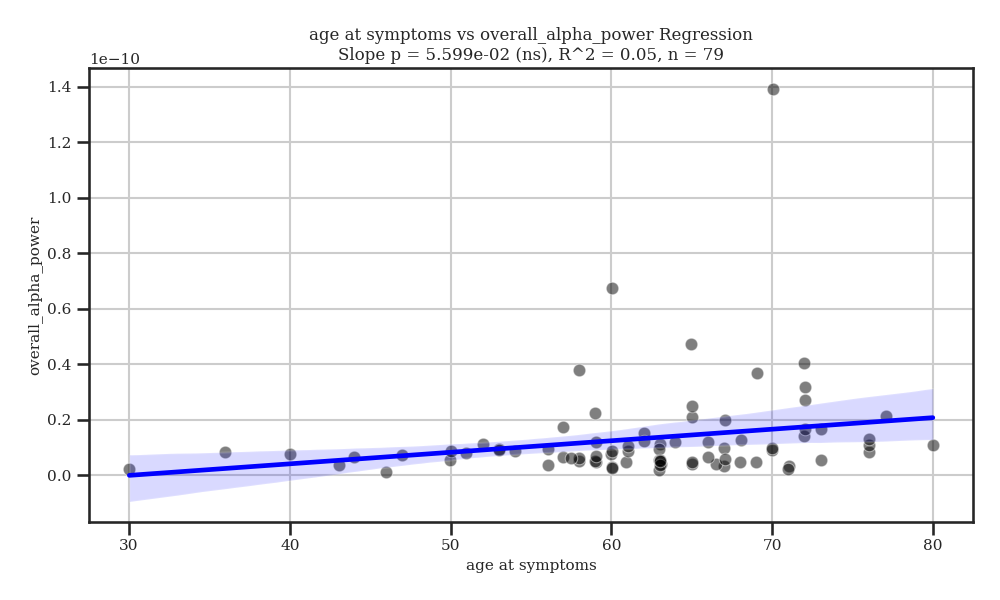 age at symptoms vs overall_alpha_power Regression
Slope p = 5.599e-02 (ns), R^2 = 0.05, n = 79
1e−10
1.4
1.2
1.0
0.8
0.6
0.4
0.2
0.0
overall_alpha_power
30 40 50 60 70 80
age at symptoms